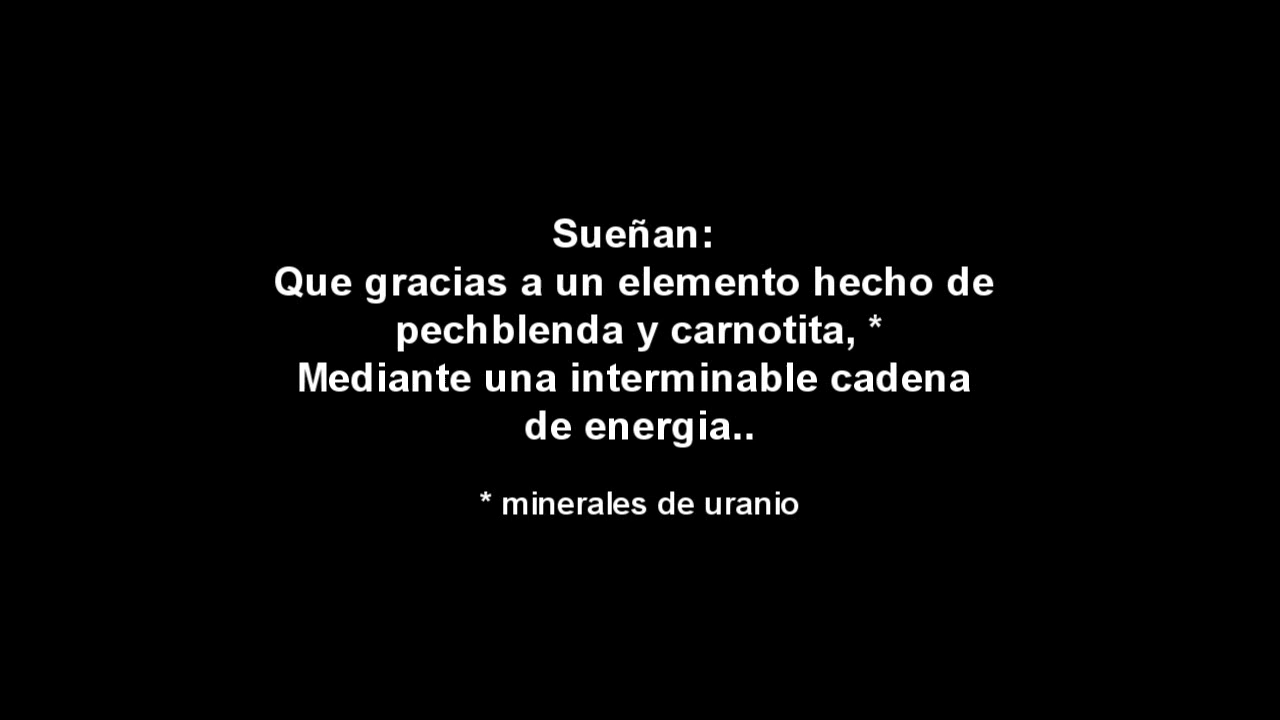 Sueñan:
Que gracias a un elemento hecho de
pechblenda y carnotita, *
Mediante una interminable cadena
de energia..
* minerales de uranio